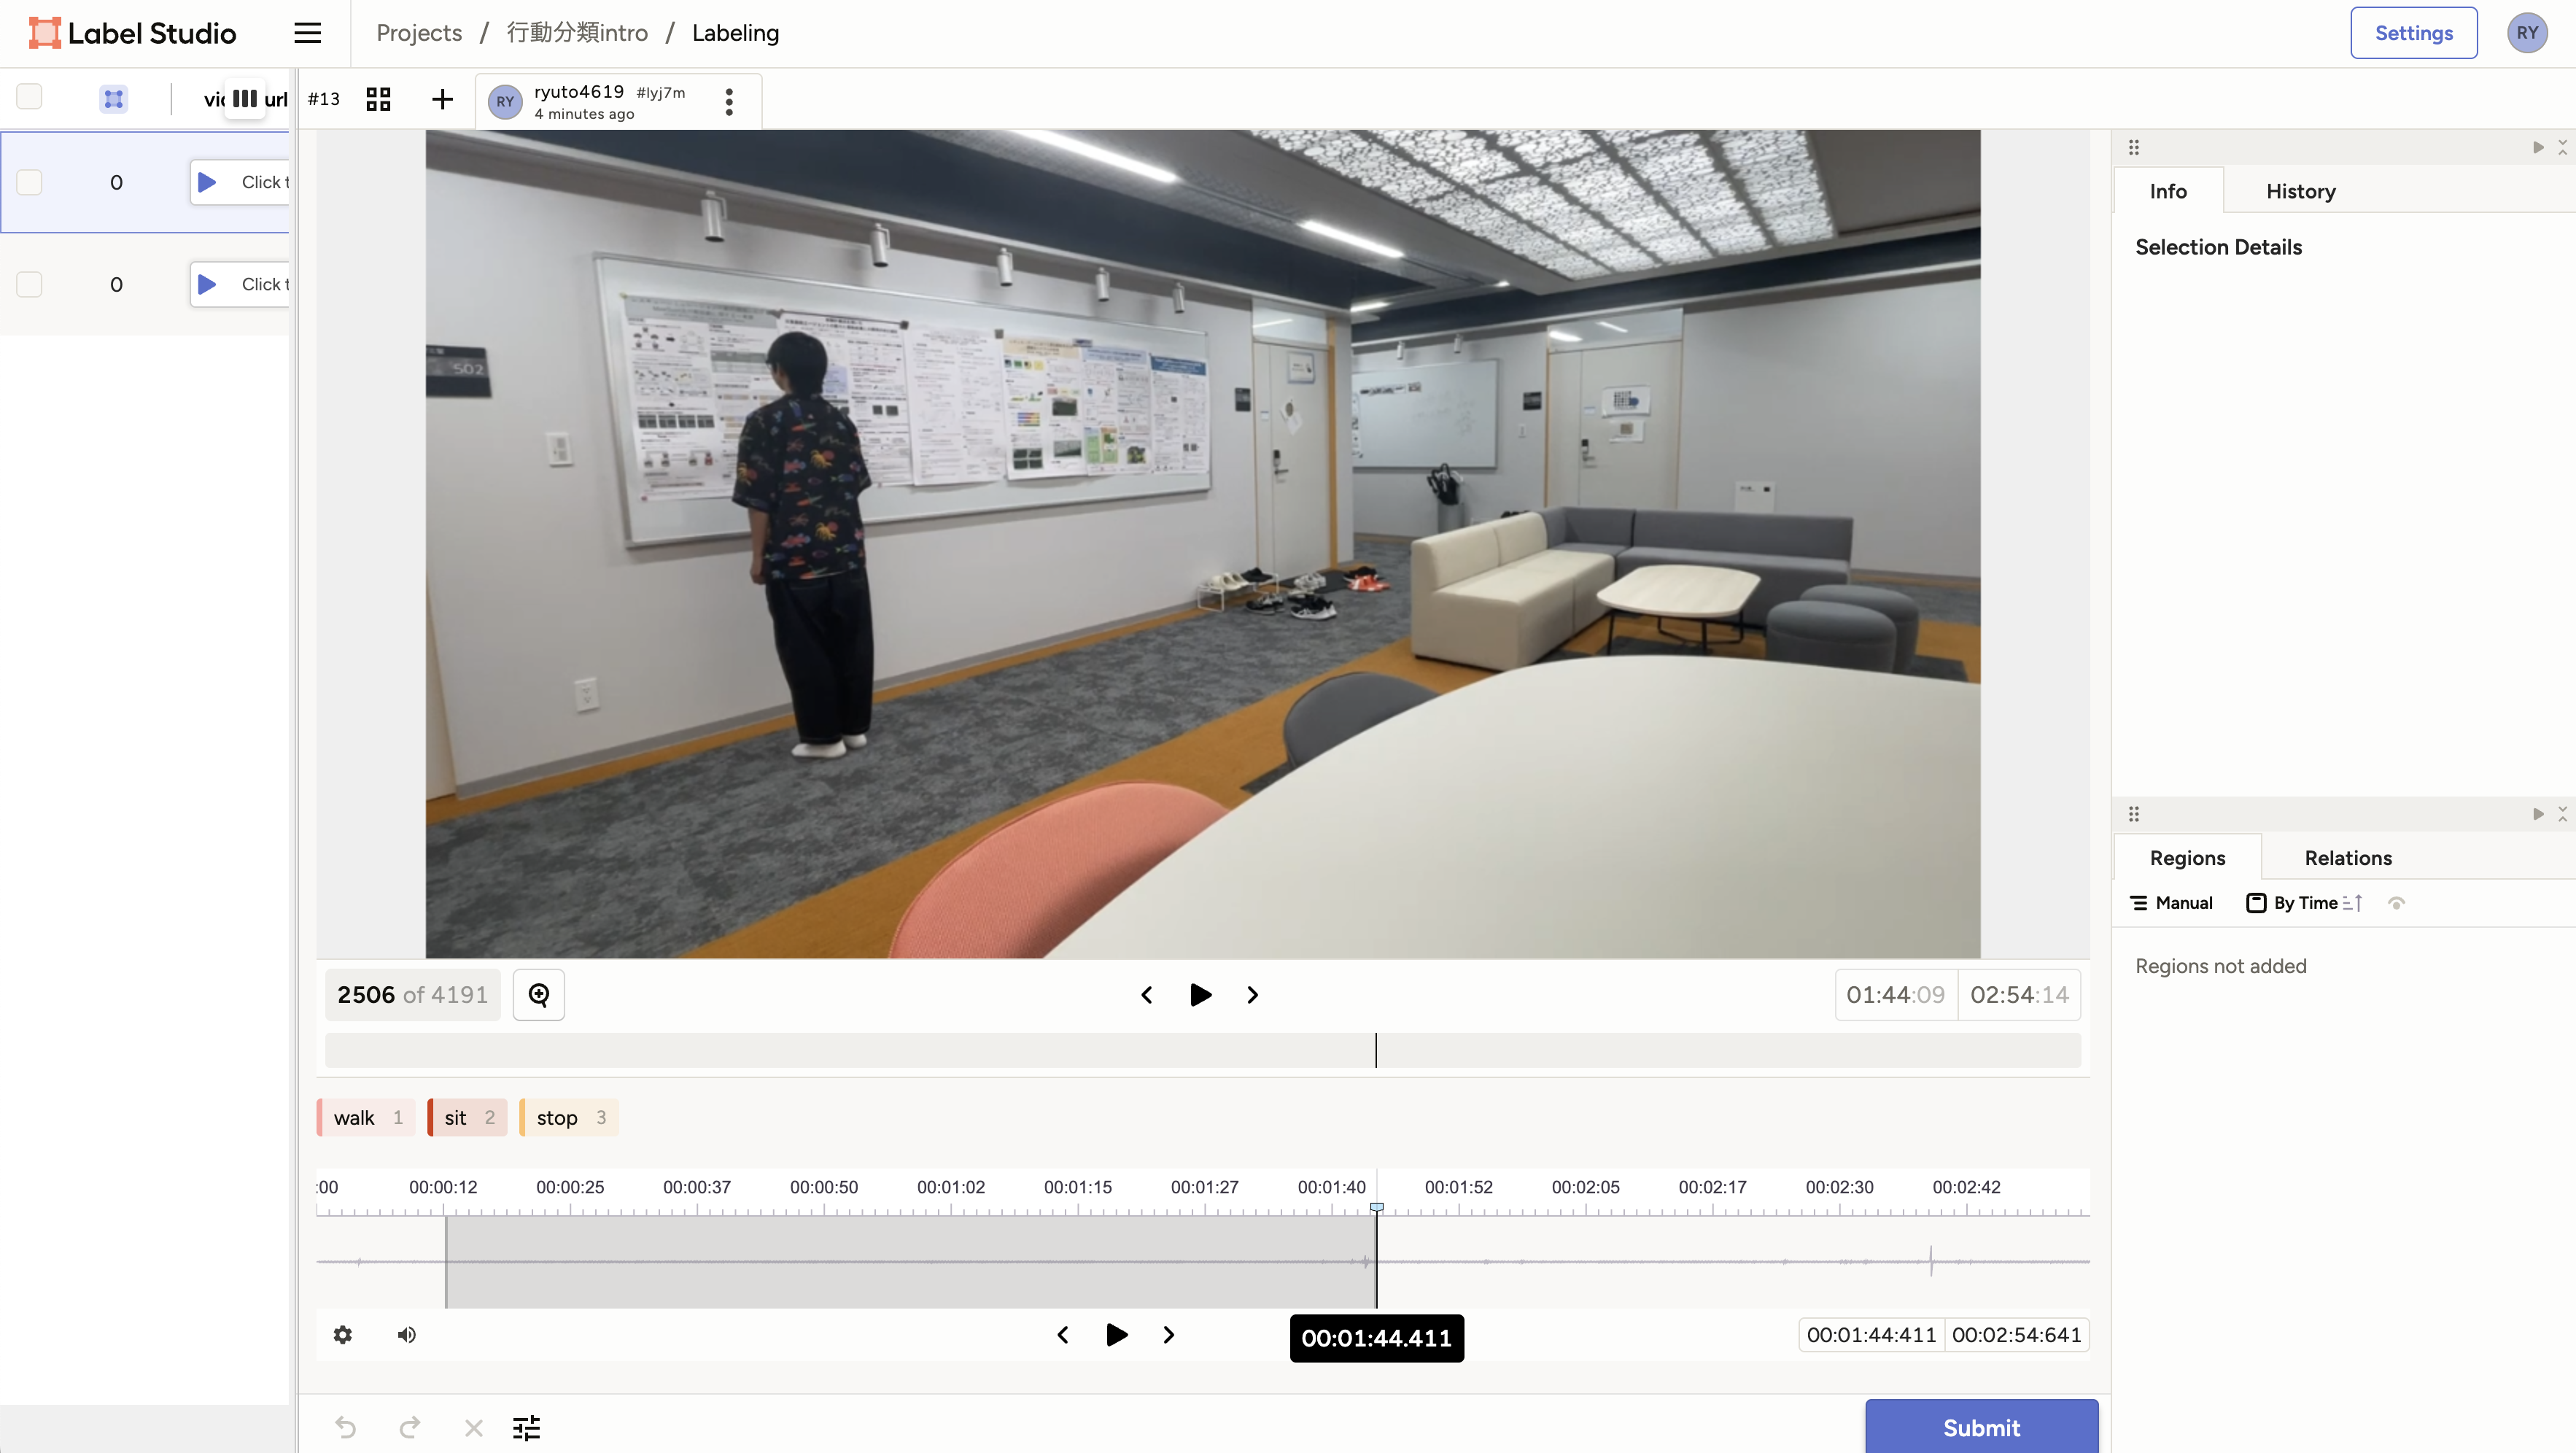 Label Studio
Projects / 行動分類intro / Labeling
Settings
RY
url
#13
RY
ryuto4619 #lyj7m
4 minutes ago
0
Click t
0
Click t
S02
Info
History
Selection Details
Regions
Relations
Manual
By Time
Regions not added
2506 of 4191
01:44:09
02:54:14
walk 1
sit 2
stop 3
:00 00:00:12 00:00:25 00:00:37 00:00:50 00:01:02 00:01:15 00:01:27 00:01:40 00:01:52 00:02:05 00:02:17 00:02:30 00:02:42
00:01:44.411
00:01:44:411
00:02:54:641
Submit